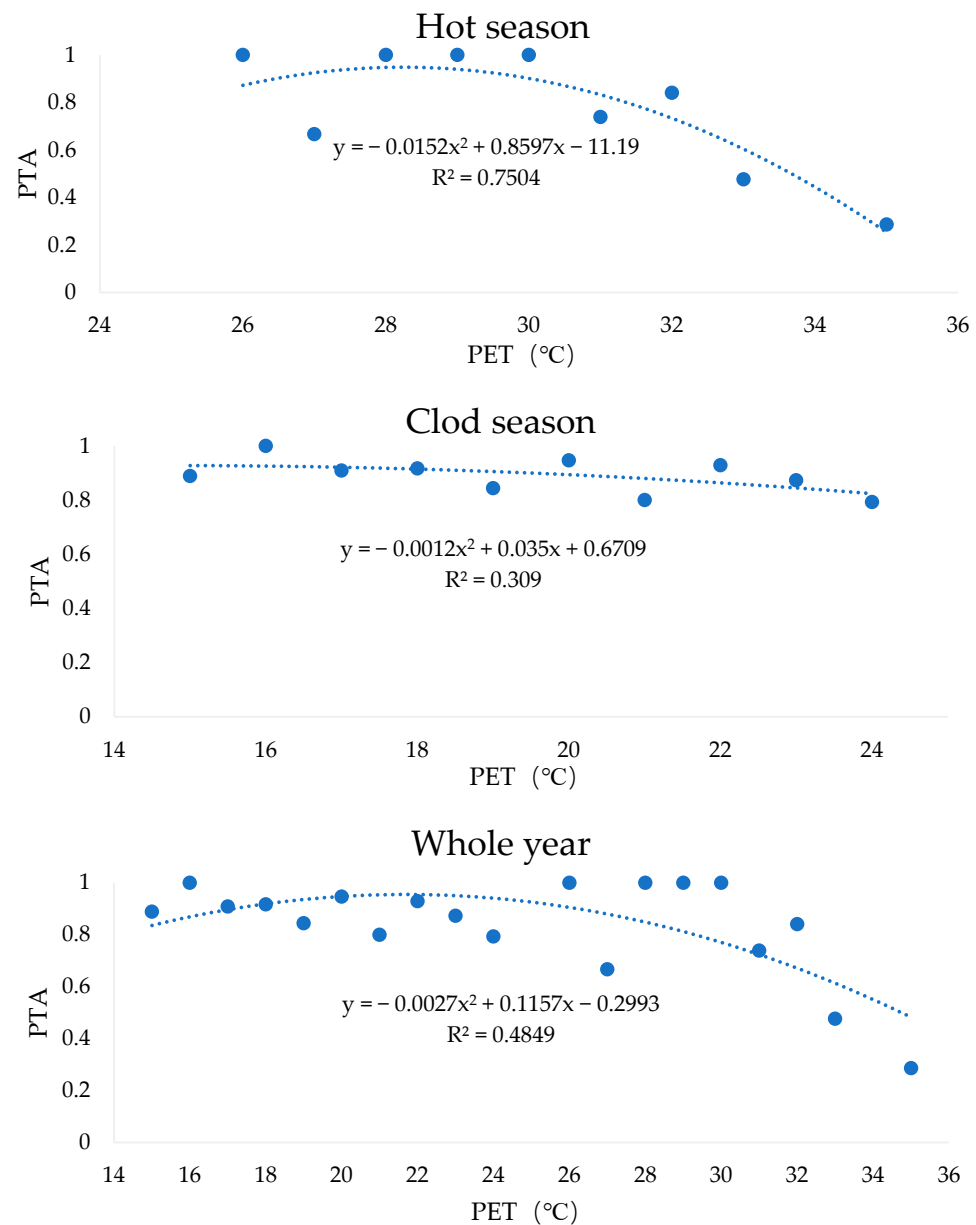 Hot season
1
0.8
0.6
0.4
0.2
0
PTA
y = − 0.0152x² + 0.8597x − 11.19
R² = 0.7504
24 26 28 30 32 34 36
PET (°C)
Clod season
1
0.8
0.6
0.4
0.2
0
PTA
y = − 0.0012x² + 0.035x + 0.6709
R² = 0.309
14 16 18 20 22 24
PET (°C)
Whole year
1
0.8
0.6
0.4
0.2
0
PTA
y = − 0.0027x² + 0.1157x − 0.2993
R² = 0.4849
14 16 18 20 22 24 26 28 30 32 34 36
PET (°C)